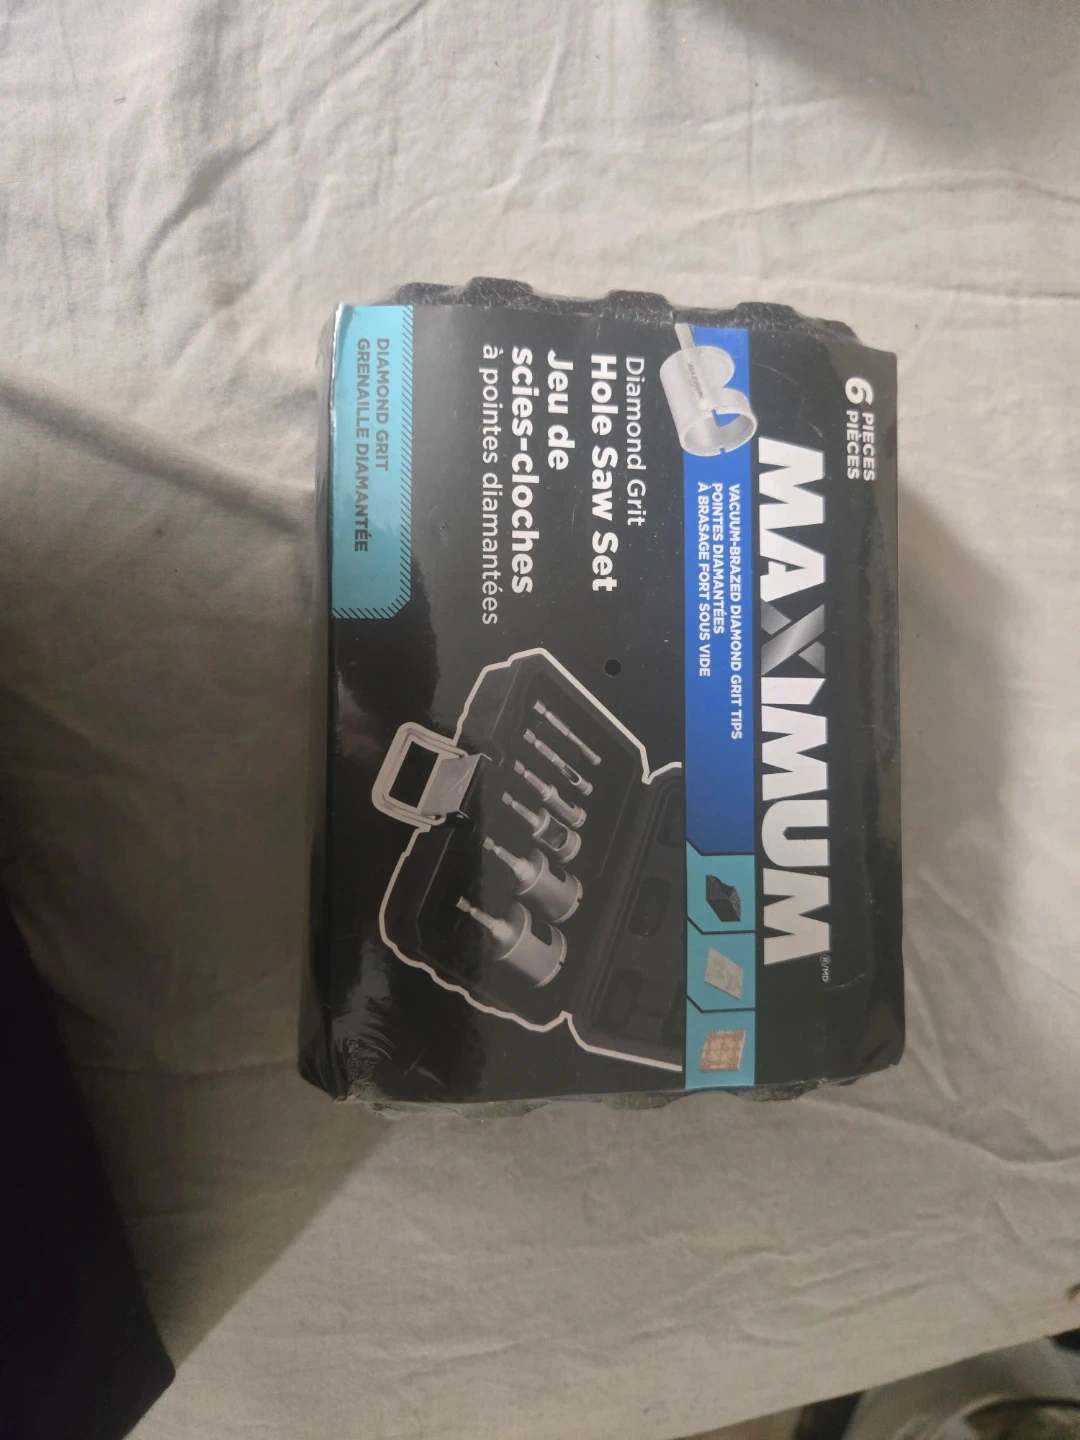 6 PIECES
PIÈCES
MAXIMUM
®/MD
VACUUM-BRAZED DIAMOND GRIT TIPS
POINTES DIAMANTÉES
À BRASAGE FORT SOUS VIDE
Diamond Grit
Hole Saw Set
Jeu de
scies-cloches
à pointes diamantées
DIAMOND GRIT
GRENAILLE DIAMANTÉE